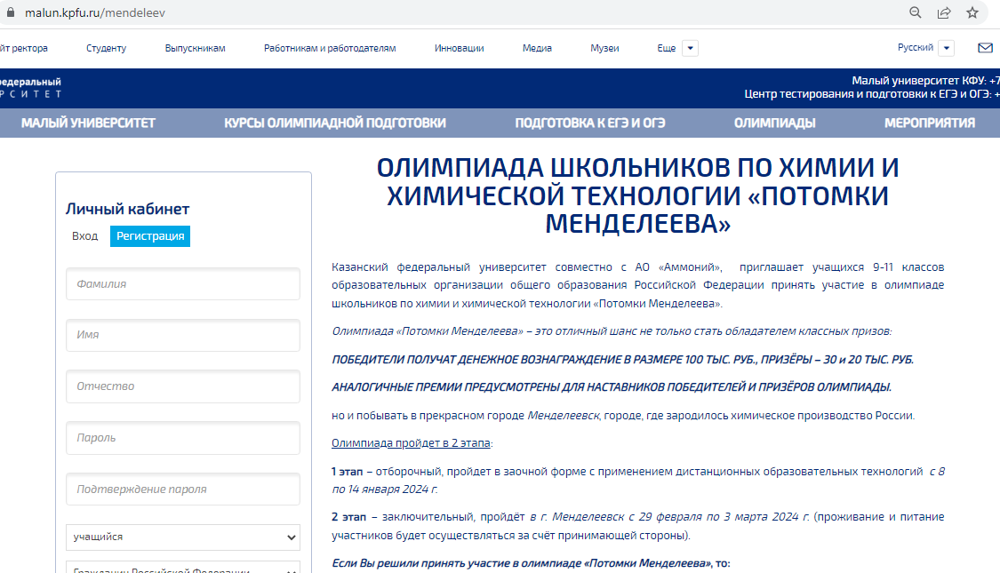 malun.kpfu.ru/mendeleev
йт ректора Студенту Выпускникам Работникам и работодателям Инновации Медиа Музеи Еще Русский
едеральный
РСИТЕТ
Малый университет КФУ: +7
Центр тестирования и подготовки к ЕГЭ и ОГЭ: +
МАЛЫЙ УНИВЕРСИТЕТ КУРСЫ ОЛИМПИАДНОЙ ПОДГОТОВКИ ПОДГОТОВКА К ЕГЭ И ОГЭ ОЛИМПИАДЫ МЕРОПРИЯТИЯ
Личный кабинет
Вход Регистрация
Фамилия
Имя
Отчество
Пароль
Подтверждение пароля
учащийся
Гражданин Российской Федерации
ОЛИМПИАДА ШКОЛЬНИКОВ ПО ХИМИИ И
ХИМИЧЕСКОЙ ТЕХНОЛОГИИ «ПОТОМКИ
МЕНДЕЛЕЕВА»
Казанский федеральный университет совместно с АО «Аммоний», приглашает учащихся 9-11 классов
образовательных организации общего образования Российской Федерации принять участие в олимпиаде
школьников по химии и химической технологии «Потомки Менделеева».
Олимпиада «Потомки Менделеева» – это отличный шанс не только стать обладателем классных призов:
ПОБЕДИТЕЛИ ПОЛУЧАТ ДЕНЕЖНОЕ ВОЗНАГРАЖДЕНИЕ В РАЗМЕРЕ 100 ТЫС. РУБ., ПРИЗЁРЫ – 30 и 20 ТЫС. РУБ.
АНАЛОГИЧНЫЕ ПРЕМИИ ПРЕДУСМОТРЕНЫ ДЛЯ НАСТАВНИКОВ ПОБЕДИТЕЛЕЙ И ПРИЗЁРОВ ОЛИМПИАДЫ.
но и побывать в прекрасном городе Менделеевск, городе, где зародилось химическое производство России.
Олимпиада пройдет в 2 этапа:
1 этап – отборочный, пройдет в заочной форме с применением дистанционных образовательных технологий с 8
по 14 января 2024 г.
2 этап – заключительный, пройдёт в г. Менделеевск с 29 февраля по 3 марта 2024 г. (проживание и питание
участников будет осуществляться за счёт принимающей стороны).
Если Вы решили принять участие в олимпиаде «Потомки Менделеева», то: